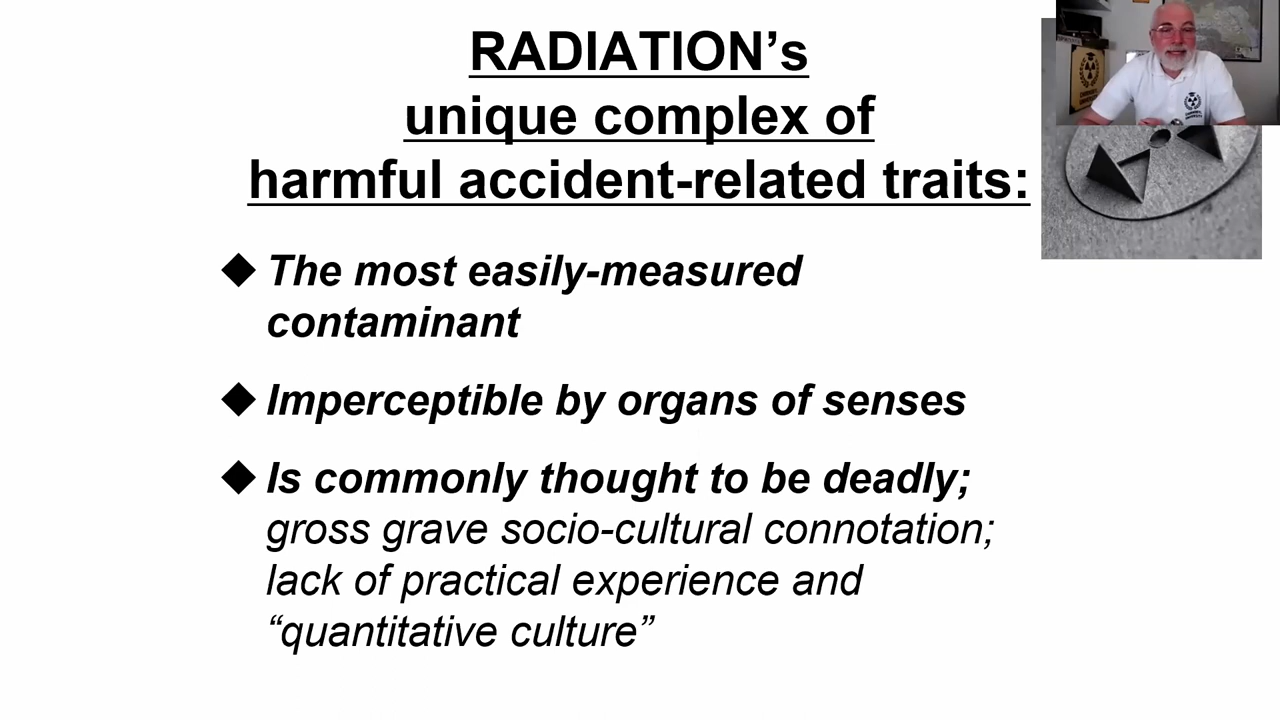 RADIATION’s
unique complex of
harmful accident-related traits:
◆ The most easily-measured
contaminant
◆ Imperceptible by organs of senses
◆ Is commonly thought to be deadly;
gross grave socio-cultural connotation;
lack of practical experience and
“quantitative culture”